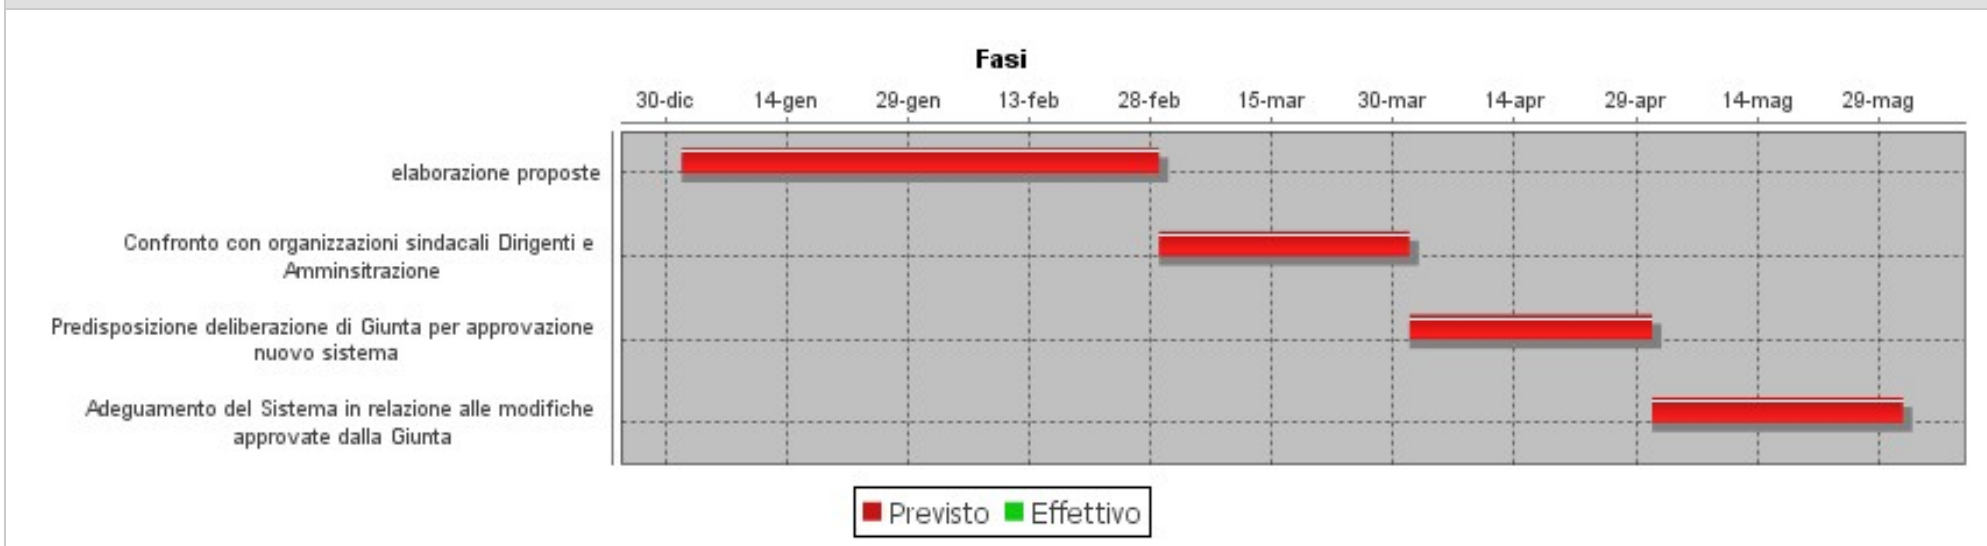 Fasi
30-dic 14-gen 29-gen 13-feb 28-feb 15-mar 30-mar 14-apr 29-apr 14-mag 29-mag
elaborazione proposte
Confronto con organizzazioni sindacali Dirigenti e
Amminsitrazione
Predisposizione deliberazione di Giunta per approvazione
nuovo sistema
Adeguamento del Sistema in relazione alle modifiche
approvate dalla Giunta
Previsto Effettivo